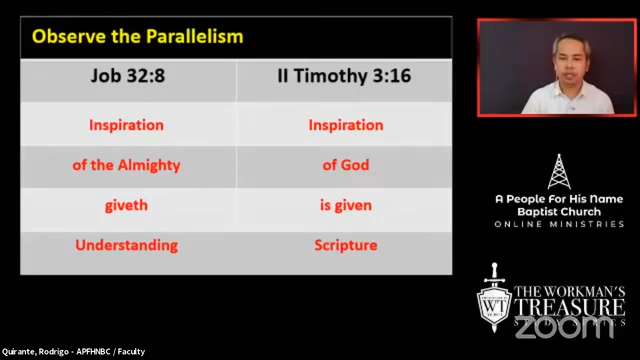 Observe the Parallelism
Job 32:8 II Timothy 3:16
Inspiration Inspiration
of the Almighty of God
giveth is given
Understanding Scripture
A People For His Name
Baptist Church
ONLINE MINISTRIES
WT
THE WORKMAN'S
TREASURE
zoom
Quirante, Rodrigo - APFHNBC / Faculty